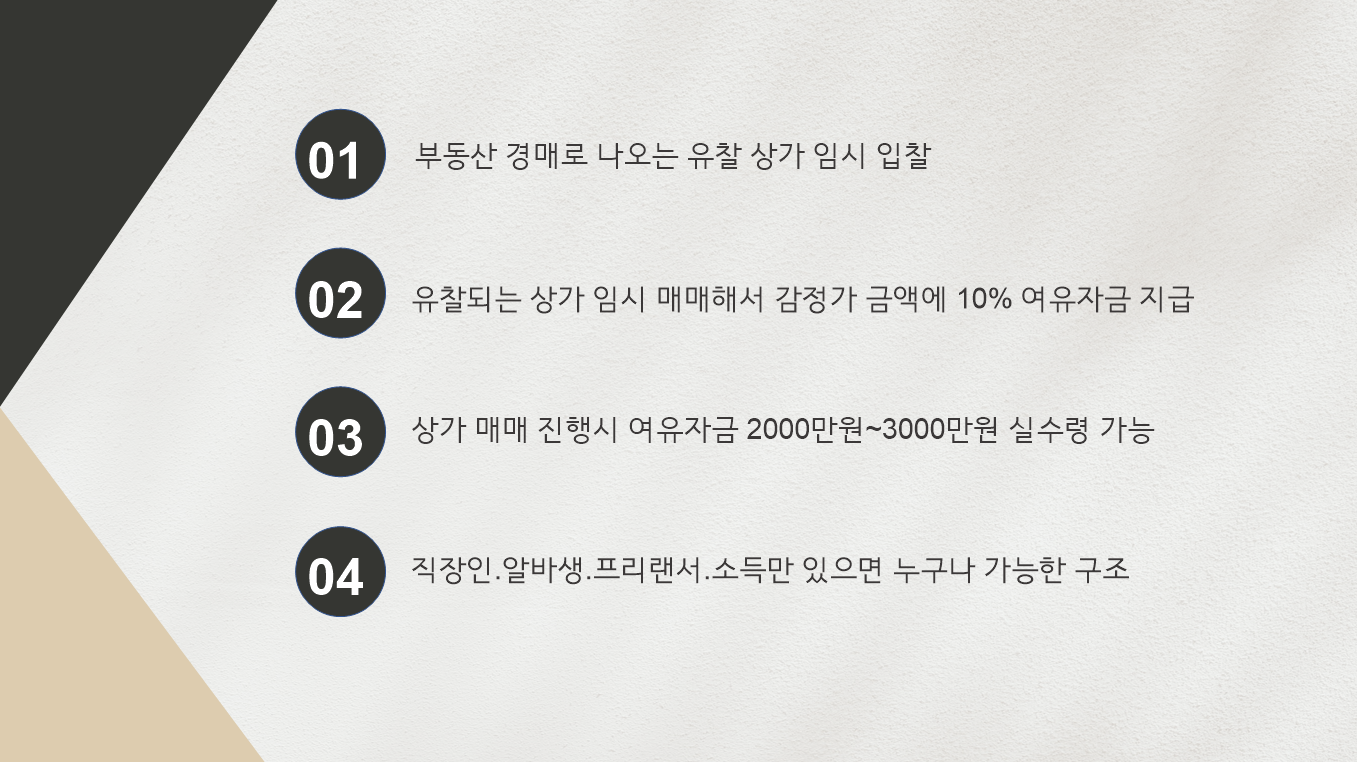 01 부동산 경매로 나오는 유찰 상가 임시 입찰
02 유찰되는 상가 임시 매매해서 감정가 금액에 10% 여유자금 지급
03 상가 매매 진행시 여유자금 2000만원~3000만원 실수령 가능
04 직장인.알바생.프리랜서.소득만 있으면 누구나 가능한 구조